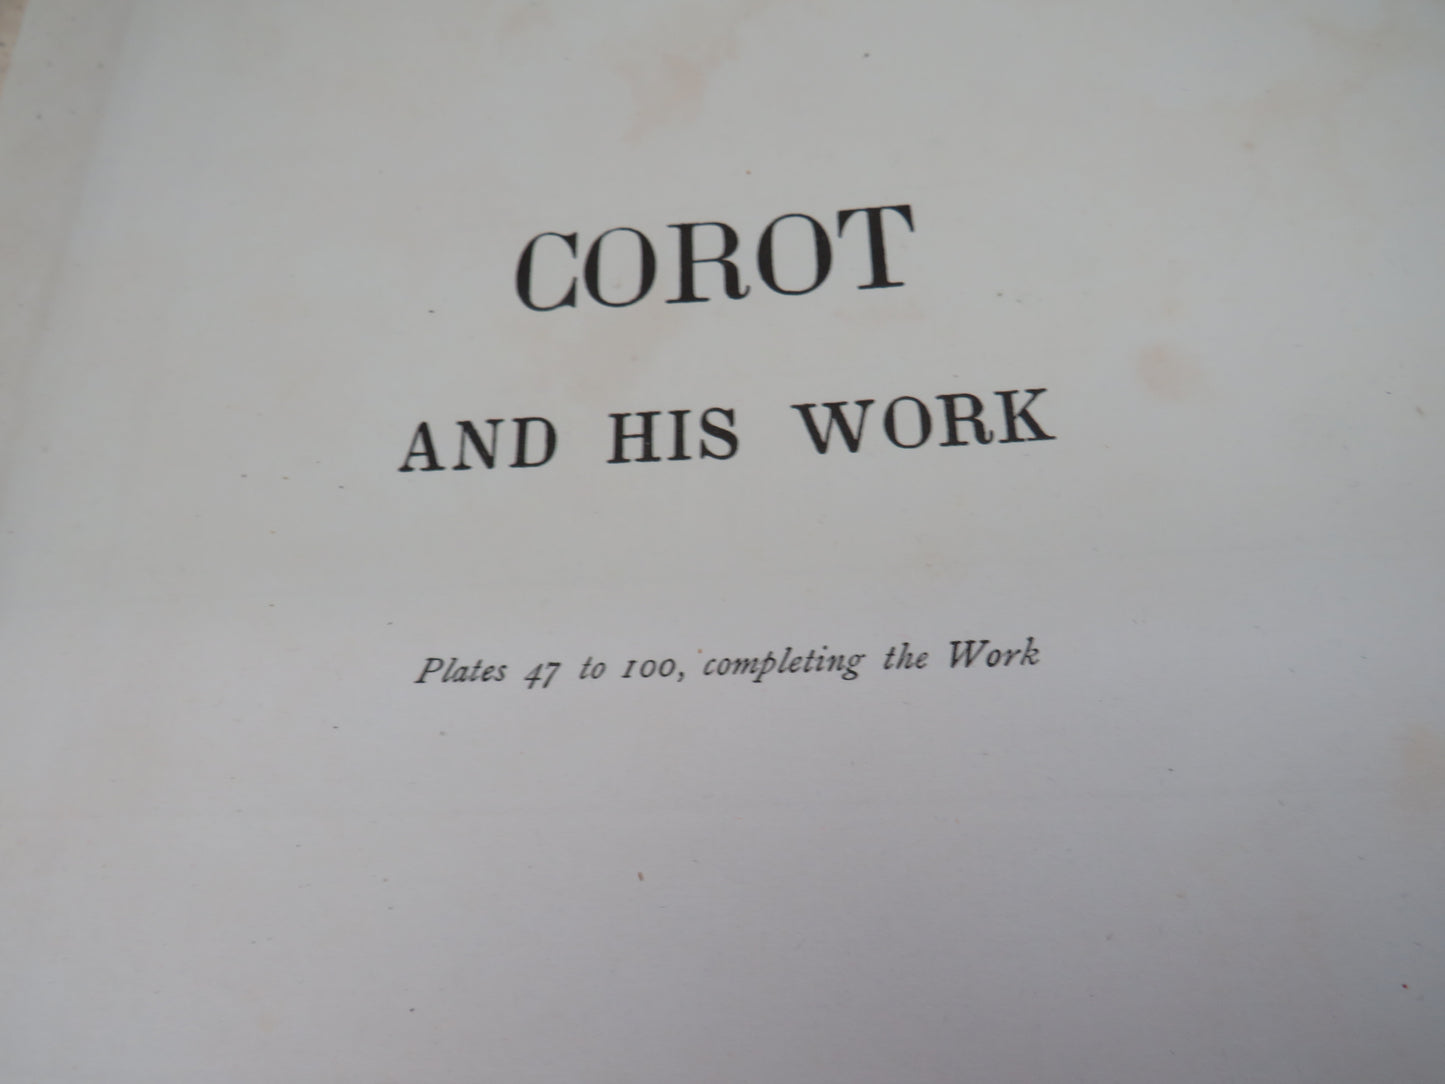 COROT
AND HIS WORK
Plates 47 to 100, completing the Work